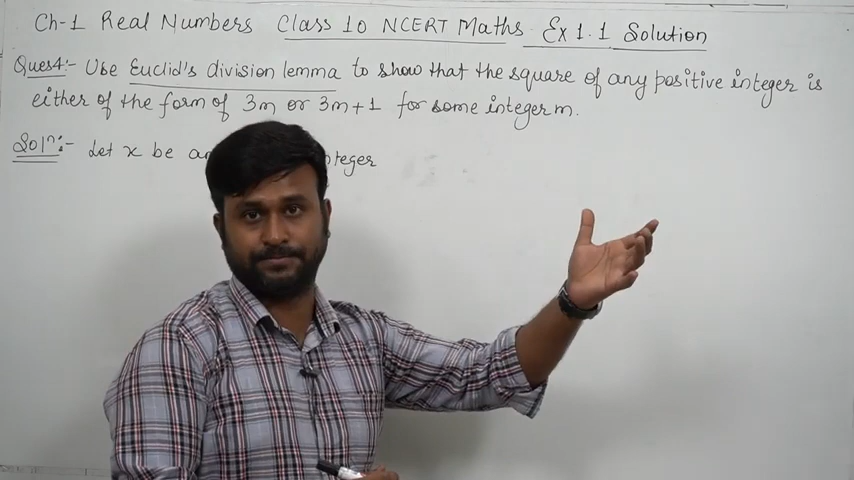 Ch-1 Real Numbers Class 10 NCERT Maths. Ex 1.1 Solution
Ques4:- Use Euclid's division lemma to show that the square of any positive integer is
either of the form of 3m or 3m+1 for some integer m.
Solⁿ:- Let x be an